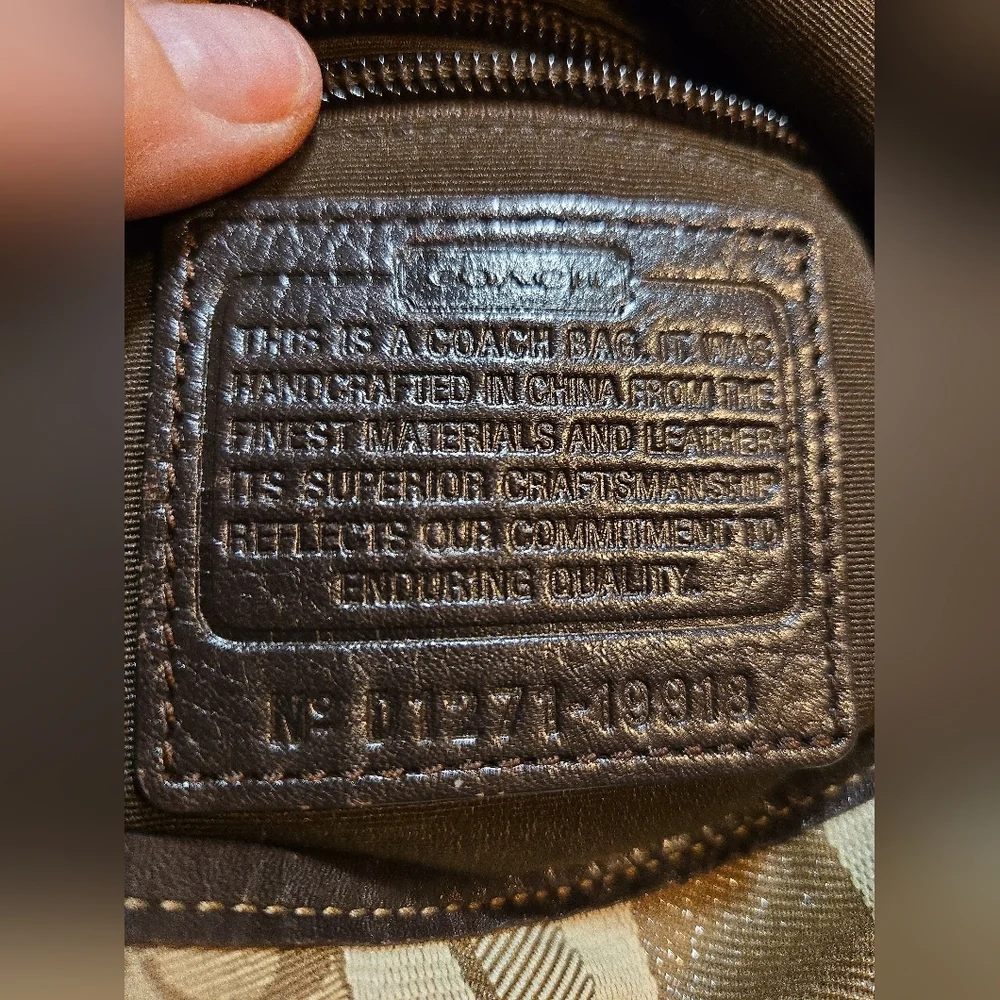 COACH
THIS IS A COACH BAG. IT WAS
HANDCRAFTED IN CHINA FROM THE
FINEST MATERIALS AND LEATHER
ITS SUPERIOR CRAFTSMANSHIP
REFLECTS OUR COMMITMENT TO
ENDURING QUALITY.
Nº D1271-19913